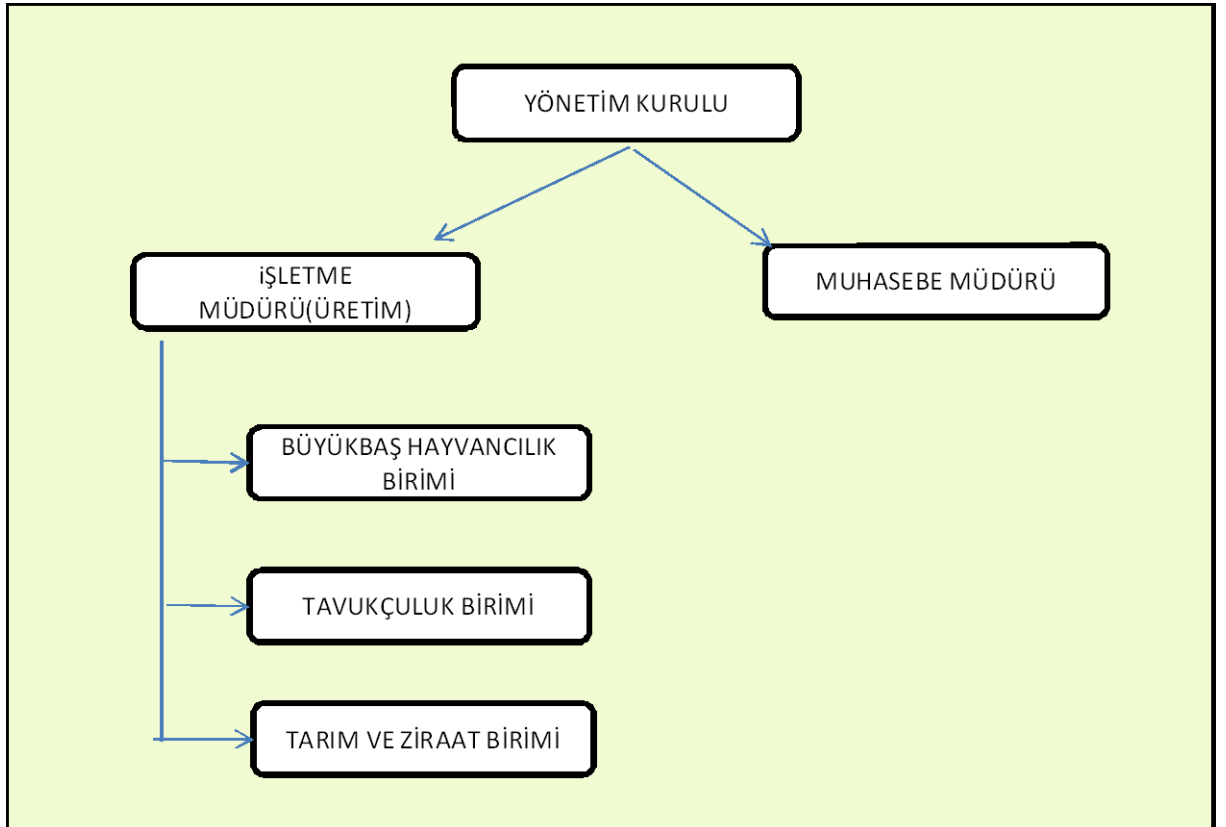 YÖNETİM KURULU
iŞLETME
MÜDÜRÜ(ÜRETİM)
MUHASEBE MÜDÜRÜ
BÜYÜKBAŞ HAYVANCILIK
BİRİMİ
TAVUKÇULUK BİRİMİ
TARIM VE ZİRAAT BİRİMİ